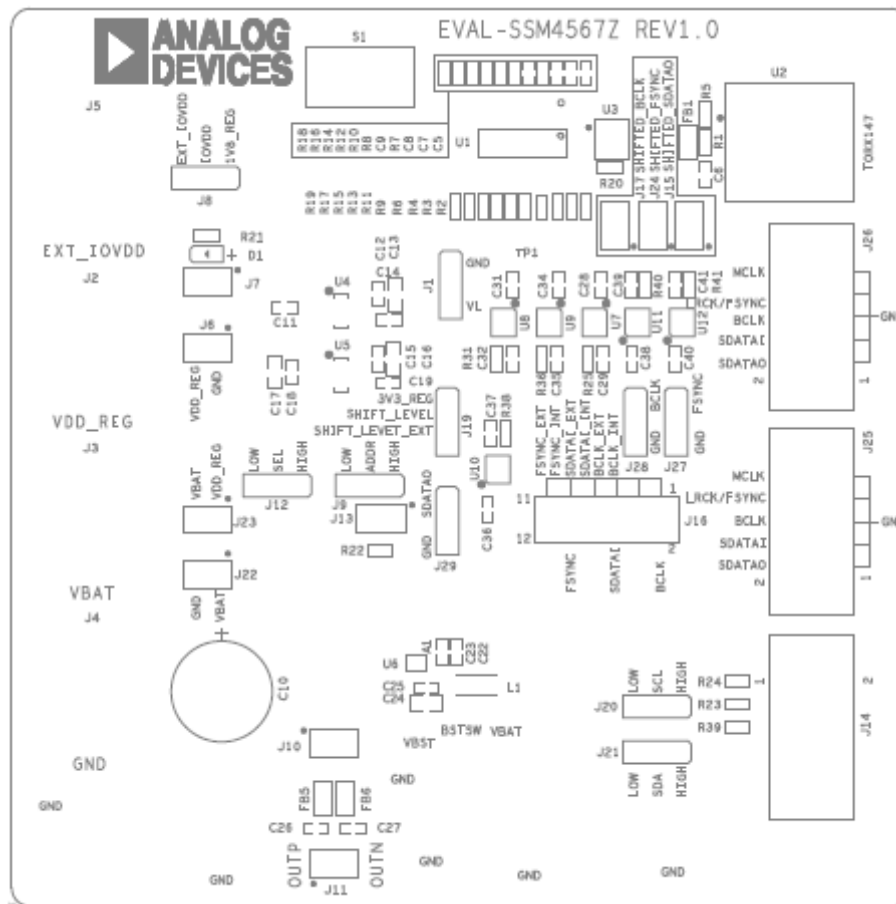 ANALOG
DEVICES
EVAL-SSM4567Z REV1.0
S1
U2
J5
EXT_IOVDD
IOVDD
1V8_REG
J8
R18
R16
R14
R12
R10
R8
C9
R7
C8
C7
C5
U1
U3
R20
SHIFTED_BCLK
SHIFTED_FSYNC
SHIFTED_SDATAO
J17
J24
J15
FB1
R5
R1
C6
TORX147
R19
R17
R15
R13
R11
R9
R6
R4
R3
R2
R21
D1
+
EXT_IOVDD
J2
J7
C12
C13
C14
U4
C11
J1
GND
VL
TP1
C31
C34
C28
C39
R40
C41
R41
U8
U9
U7
U11
U12
MCLK
LRCK/FSYNC
BCLK
SDATAI
SDATAO
2
1
GN
J26
J6
VDD_REG
GND
U5
C15
C16
C17
C18
C19
R31
C32
R36
C35
R25
C29
C38
C40
3V3_REG
SHIFT_LEVEL
SHIFT_LEVET_EXT
J19
C37
R38
FSYNC_EXT
FSYNC_INT
SDATAI_EXT
SDATAI_INT
BCLK_EXT
BCLK_INT
BCLK
GND
J28
FSYNC
GND
J27
VDD_REG
J3
VBAT
VDD_REG
J23
LOW
SEL
HIGH
J12
LOW
ADDR
HIGH
J9
J13
R22
SDATAO
GND
J29
U10
C36
11
12
1
2
J16
FSYNC
SDATAI
BCLK
MCLK
LRCK/FSYNC
BCLK
SDATAI
SDATAO
2
1
GN
J25
J22
GND
VBAT
VBAT
J4
+
C10
A1
C23
C22
U6
C24
L1
VBST
BSTSW
VBAT
LOW
SCL
HIGH
J20
R24
R23
R39
1
2
J14
J21
LOW
SDA
HIGH
J10
GND
GND
GND
FB5
FB6
C26
C27
OUTP
OUTN
J11
GND
GND
GND
GND